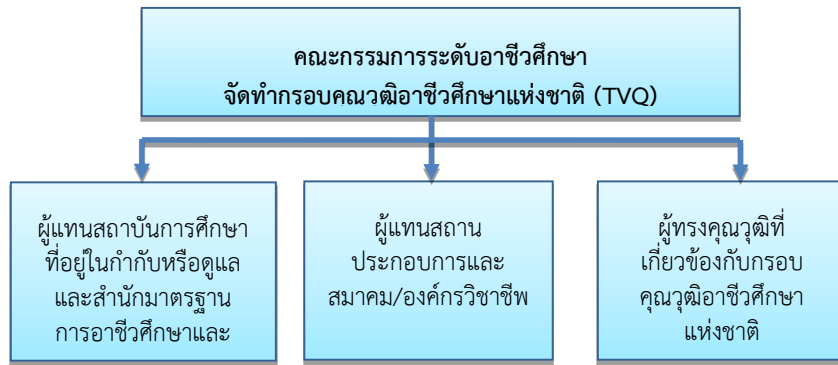 คณะกรรมการระดับอาชีวศึกษา
จัดทำกรอบคณวฒิอาชีวศึกษาแห่งชาติ (TVQ)
ผู้แทนสถาบันการศึกษา
ที่อยู่ในกำกับหรือดูแล
และสำนักมาตรฐาน
การอาชีวศึกษาและ
ผู้แทนสถาน
ประกอบการและ
สมาคม/องค์กรวิชาชีพ
ผู้ทรงคุณวุฒิที่
เกี่ยวข้องกับกรอบ
คุณวุฒิอาชีวศึกษา
แห่งชาติ